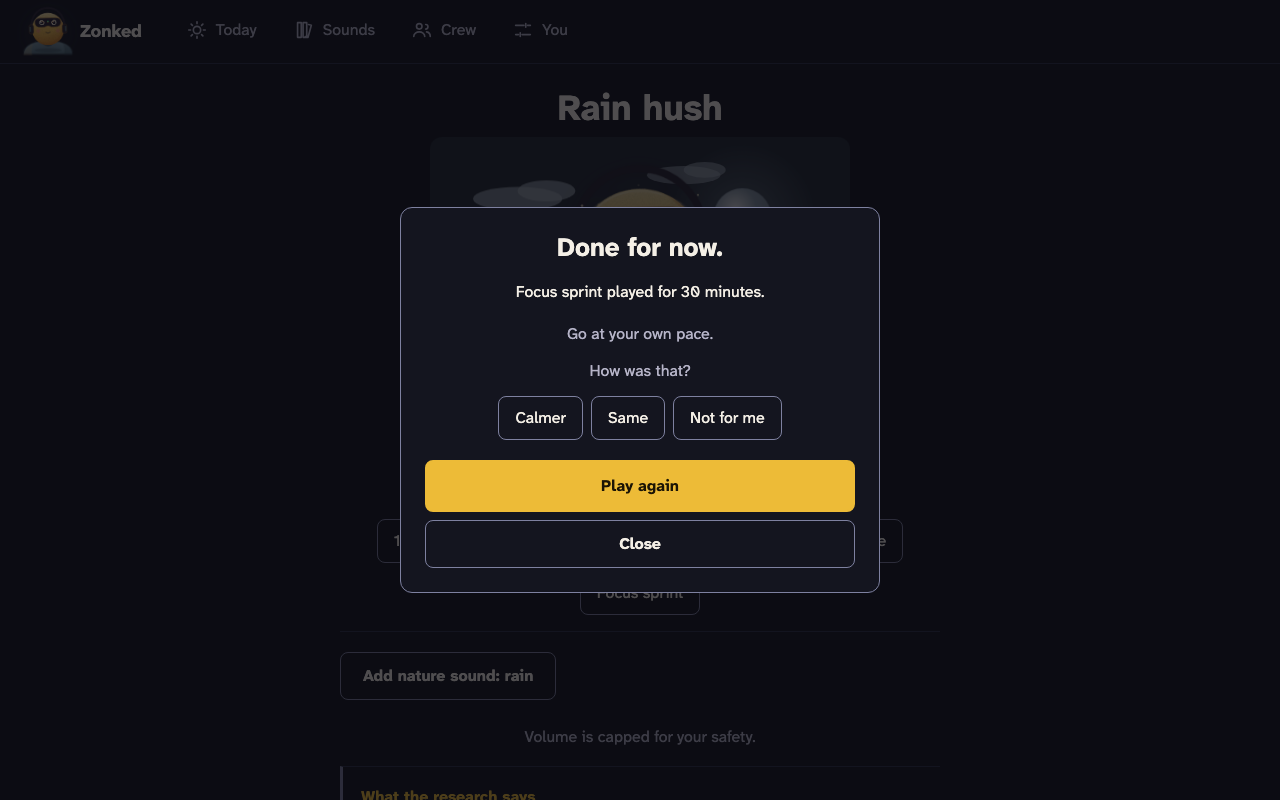 Zonked
Today
Sounds
Crew
You
Rain hush
Done for now.
Focus sprint played for 30 minutes.
Go at your own pace.
How was that?
Calmer
Same
Not for me
Play again
Close
Focus sprint
Add nature sound: rain
Volume is capped for your safety.
What the research says